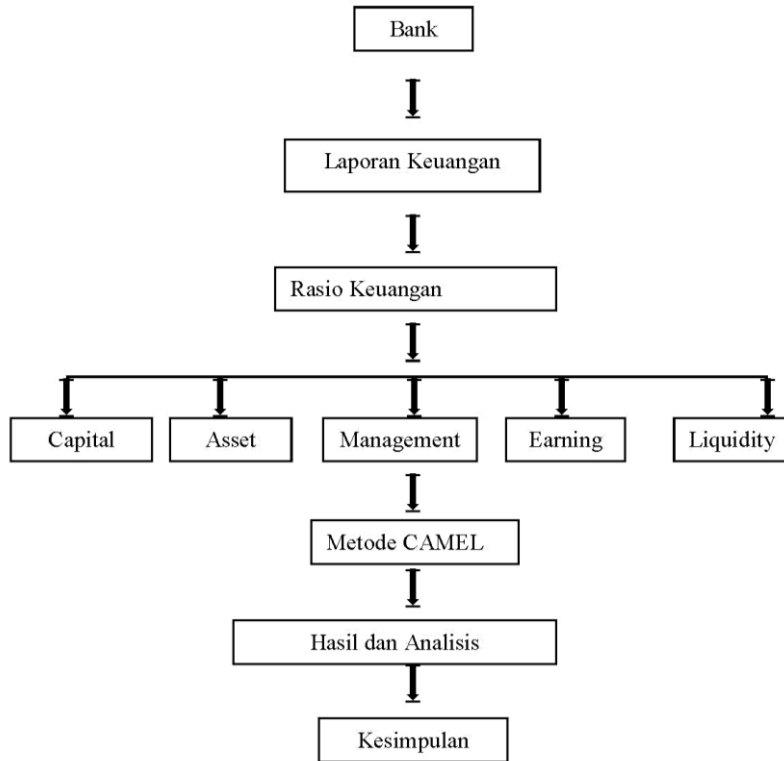 Bank
Laporan Keuangan
Rasio Keuangan
Capital
Asset
Management
Earning
Liquidity
Metode CAMEL
Hasil dan Analisis
Kesimpulan